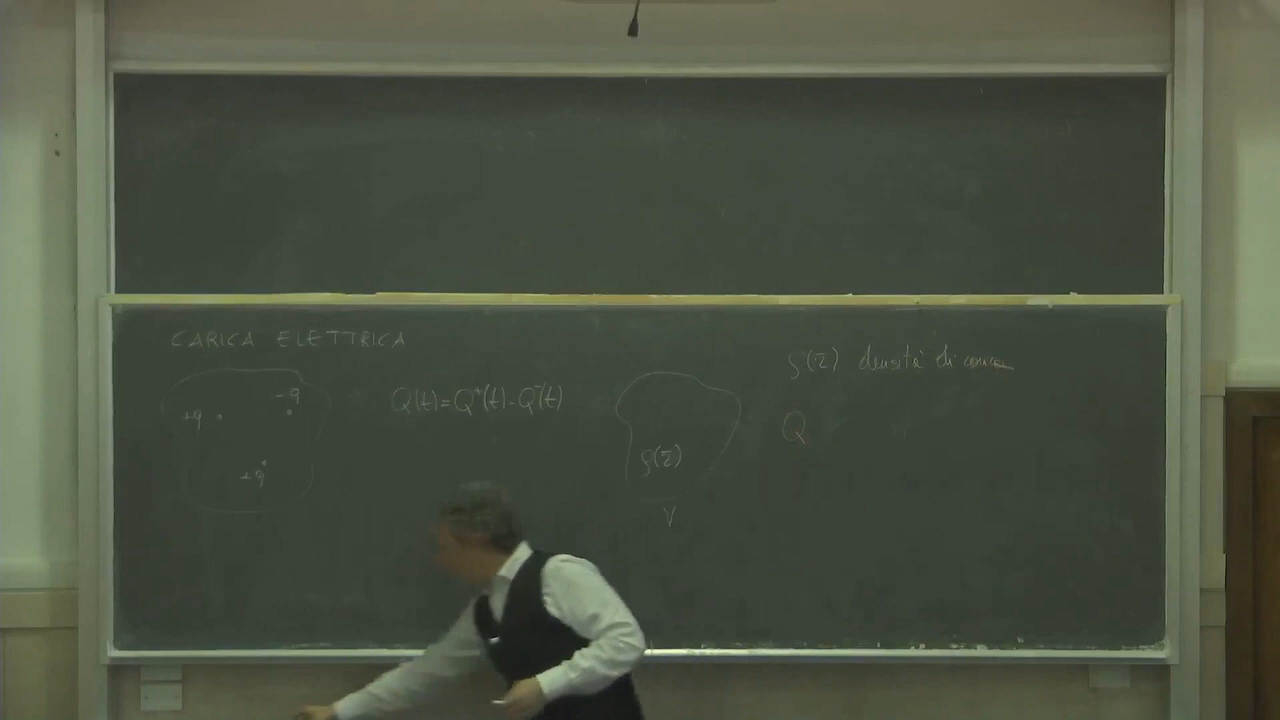 CARICA ELETTRICA
-q
+q
+q
Q(t)=Q⁺(t)-Q⁻(t)
ρ(r̄)
V
ρ(r̄) densità di carica
Q